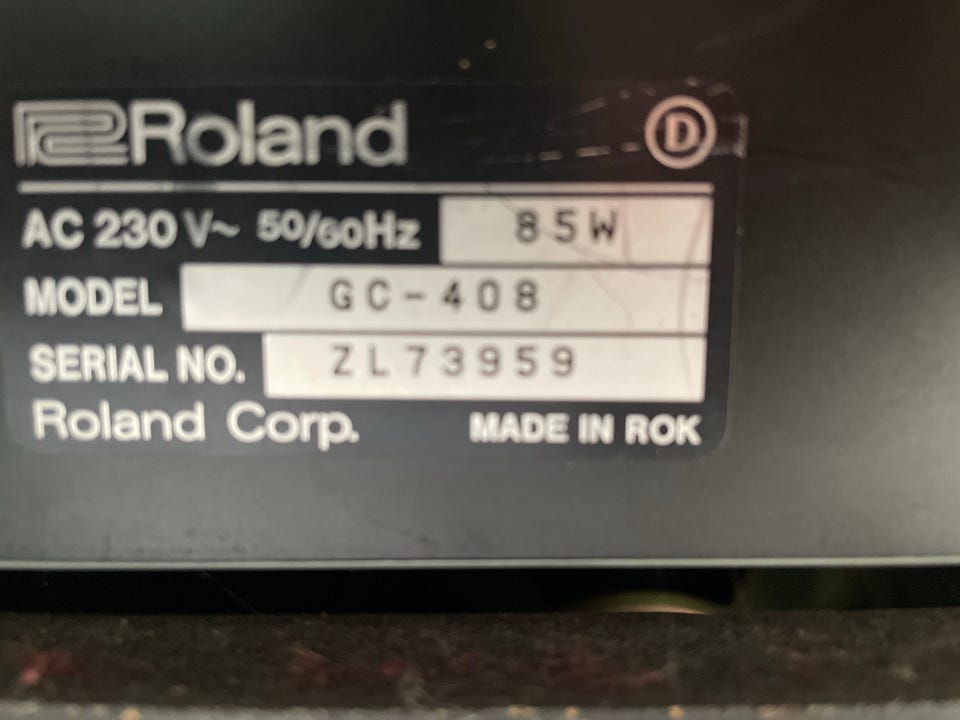 Roland D
AC 230 V~ 50/60Hz 85W
MODEL GC-408
SERIAL NO. ZL73959
Roland Corp. MADE IN ROK